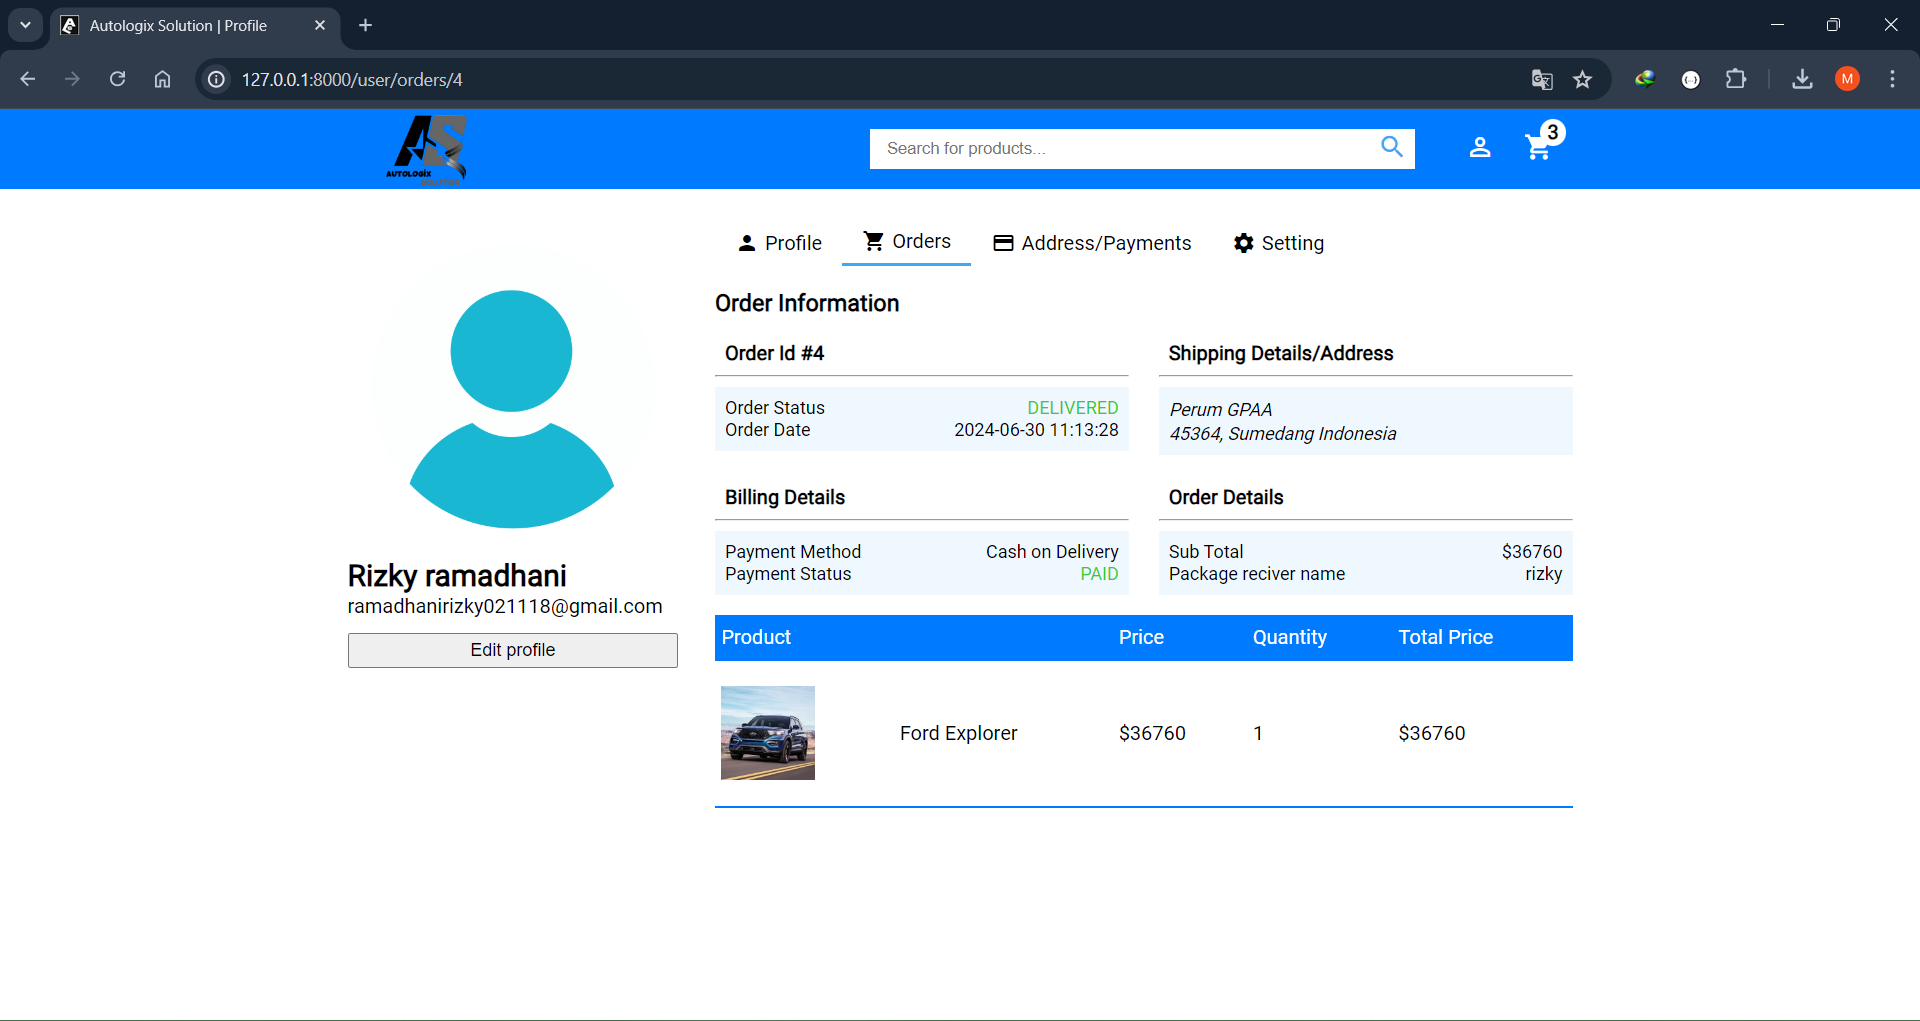 Autologix Solution | Profile
127.0.0.1:8000/user/orders/4
M
AS
AUTOLOGIX
SOLUTION
Search for products...
3
Profile
Orders
Address/Payments
Setting
Order Information
Order Id #4
Order Status DELIVERED
Order Date 2024-06-30 11:13:28
Shipping Details/Address
Perum GPAA
45364, Sumedang Indonesia
Billing Details
Payment Method Cash on Delivery
Payment Status PAID
Order Details
Sub Total $36760
Package reciver name rizky
Rizky ramadhani
ramadhanirizky021118@gmail.com
Edit profile
Product Price Quantity Total Price
Ford Explorer $36760 1 $36760